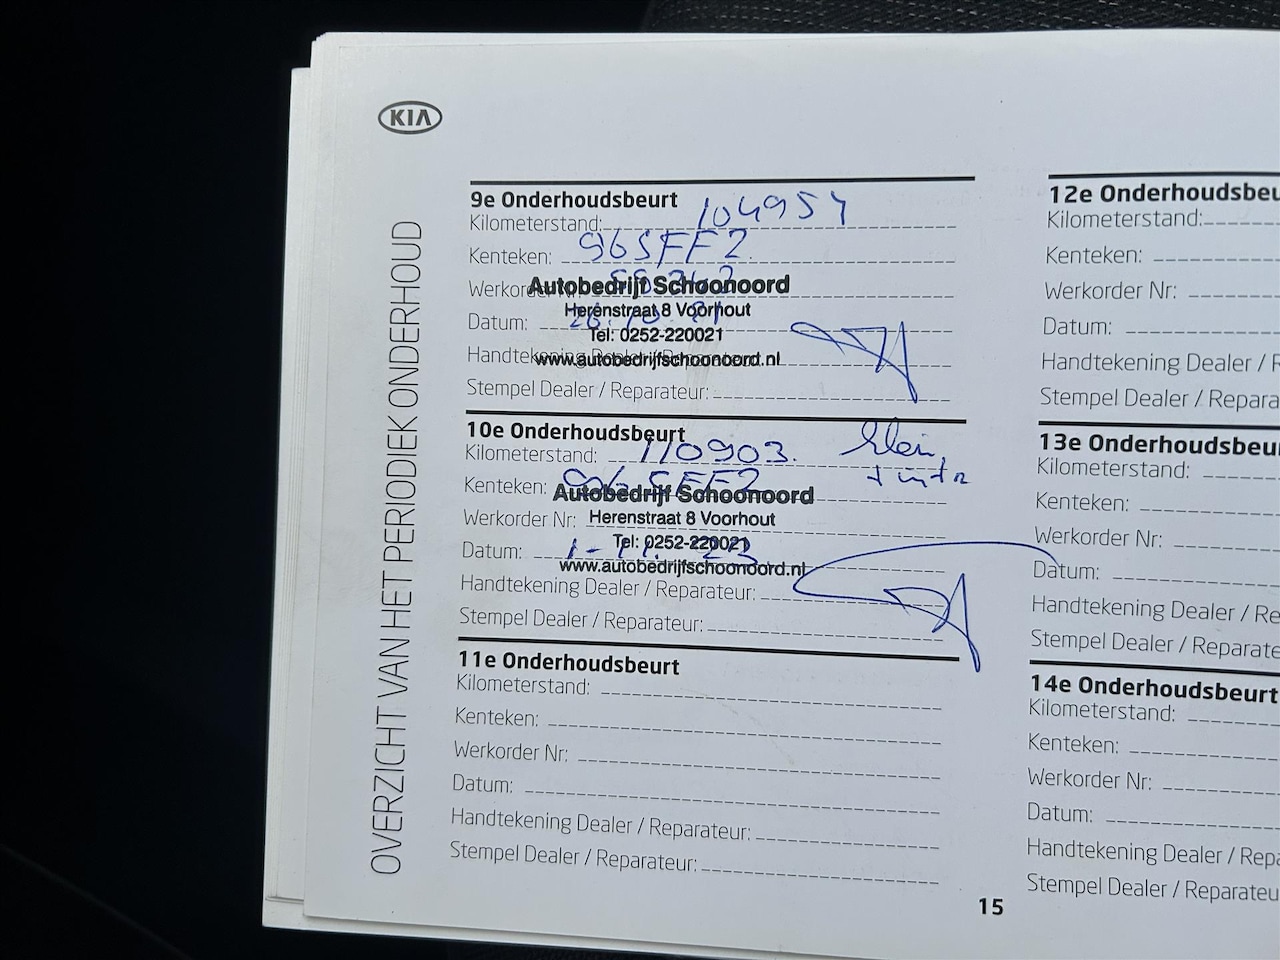 KIA
OVERZICHT VAN HET PERIODIEK ONDERHOUD
9e Onderhoudsbeurt
Kilometerstand: 104954
Kenteken: 96SFF2
Werkor
Autobedrijf Schoonoord
Herenstraat 8 Voorhout
Datum:
Tel: 0252-220021
Handtekening Dealer / Reparateur:
www.autobedrijfschoonoord.nl
Stempel Dealer / Reparateur:
10e Onderhoudsbeurt
Kilometerstand: 110903. klein
Kenteken: 96SFF2
Autobedrijf Schoonoord
Werkorder Nr:
Herenstraat 8 Voorhout
Datum:
Tel: 0252-220021
www.autobedrijfschoonoord.nl
Handtekening Dealer / Reparateur:
Stempel Dealer / Reparateur:
11e Onderhoudsbeurt
Kilometerstand:
Kenteken:
Werkorder Nr:
Datum:
Handtekening Dealer / Reparateur:
Stempel Dealer / Reparateur:
12e Onderhoudsbeu
Kilometerstand:
Kenteken:
Werkorder Nr:
Datum:
Handtekening Dealer / R
Stempel Dealer / Repara
13e Onderhoudsbeu
Kilometerstand:
Kenteken:
Werkorder Nr:
Datum:
Handtekening Dealer / Re
Stempel Dealer / Reparate
14e Onderhoudsbeurt
Kilometerstand:
Kenteken:
Werkorder Nr:
Datum:
Handtekening Dealer / Repa
Stempel Dealer / Reparateu
15